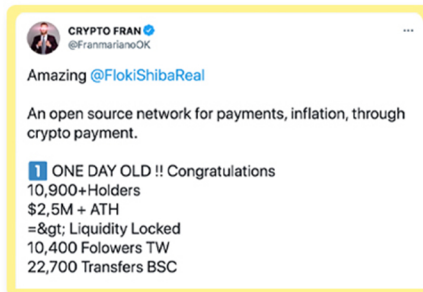 CRYPTO FRAN
@FranmarianoOK
Amazing @FlokiShibaReal
An open source network for payments, inflation, through
crypto payment.
1 ONE DAY OLD !! Congratulations
10,900+Holders
$2,5M + ATH
=&gt; Liquidity Locked
10,400 Folowers TW
22,700 Transfers BSC